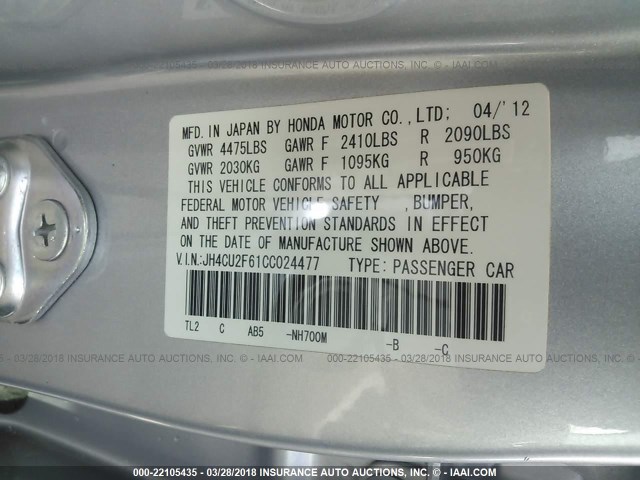 000-22105435 - 03/28/2018 INSURANCE AUTO AUCTIONS, INC. - © IAAI.COM
MFD. IN JAPAN BY HONDA MOTOR CO.,LTD; 04/'12
GVWR 4475LBS GAWR F 2410LBS R 2090LBS
GVWR 2030KG GAWR F 1095KG R 950KG
THIS VEHICLE CONFORMS TO ALL APPLICABLE
FEDERAL MOTOR VEHICLE SAFETY ,BUMPER,
AND THEFT PREVENTION STANDARDS IN EFFECT
ON THE DATE OF MANUFACTURE SHOWN ABOVE.
V.I.N.:JH4CU2F61CC024477 TYPE:PASSENGER CAR
TL2 C AB5 -NH700M -B -C
03/28/2018 INSURANCE AUTO AUCTIONS, INC. - © IAAI.COM 000-22105435 - 03/28/2018 INSURANCE AUTO AUCTIONS, INC.
000-22105435 - 03/28/2018 INSURANCE AUTO AUCTIONS, INC. - © IAAI.COM